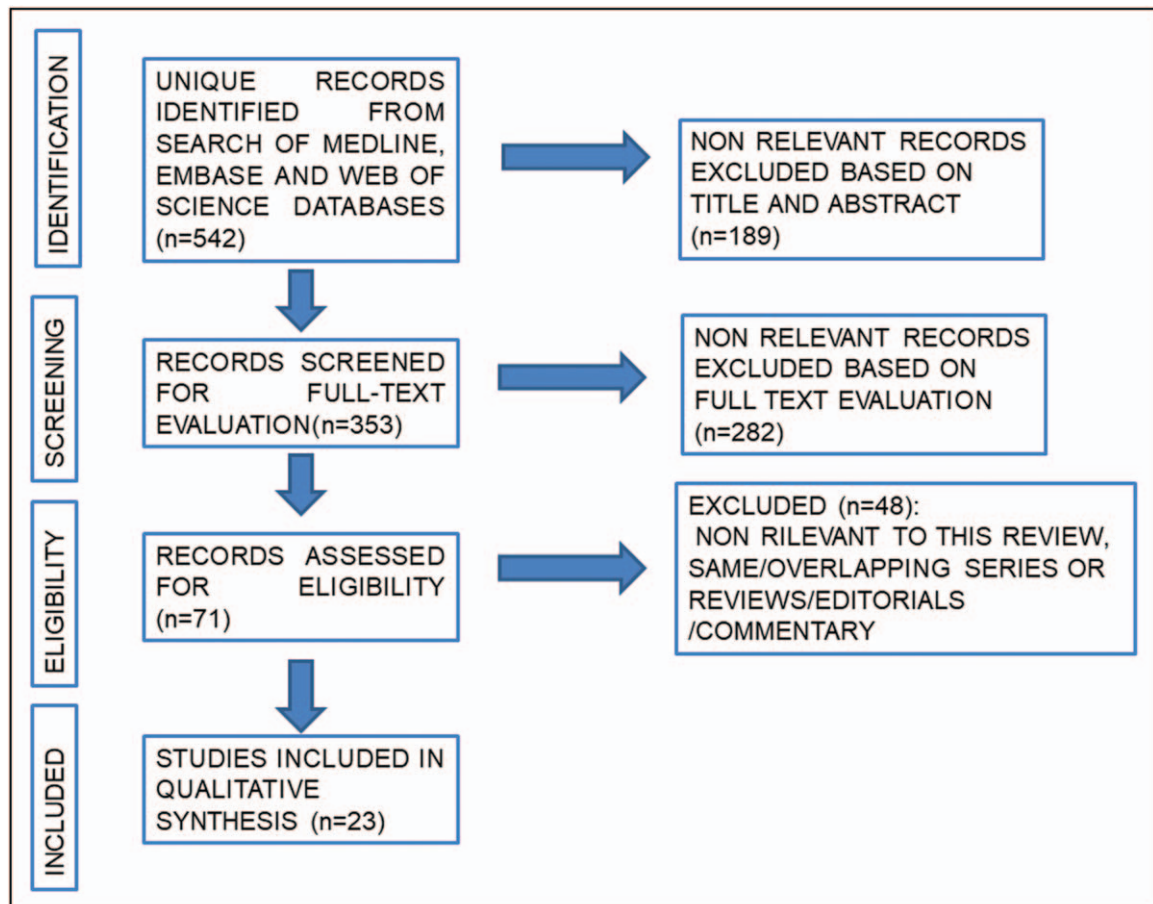 IDENTIFICATION
UNIQUE RECORDS
IDENTIFIED FROM
SEARCH OF MEDLINE,
EMBASE AND WEB OF
SCIENCE DATABASES
(n=542)
NON RELEVANT RECORDS
EXCLUDED BASED ON
TITLE AND ABSTRACT
(n=189)
SCREENING
RECORDS SCREENED
FOR FULL-TEXT
EVALUATION(n=353)
NON RELEVANT RECORDS
EXCLUDED BASED ON
FULL TEXT EVALUATION
(n=282)
ELIGIBILITY
RECORDS ASSESSED
FOR ELIGIBILITY
(n=71)
EXCLUDED (n=48):
NON RILEVANT TO THIS REVIEW,
SAME/OVERLAPPING SERIES OR
REVIEWS/EDITORIALS
/COMMENTARY
INCLUDED
STUDIES INCLUDED IN
QUALITATIVE
SYNTHESIS (n=23)